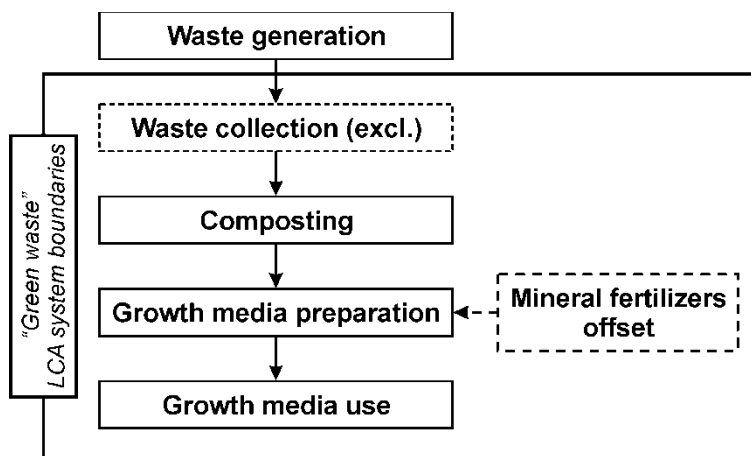 Waste generation
Waste collection (excl.)
"Green waste"
LCA system boundaries
Composting
Growth media preparation
Mineral fertilizers
offset
Growth media use